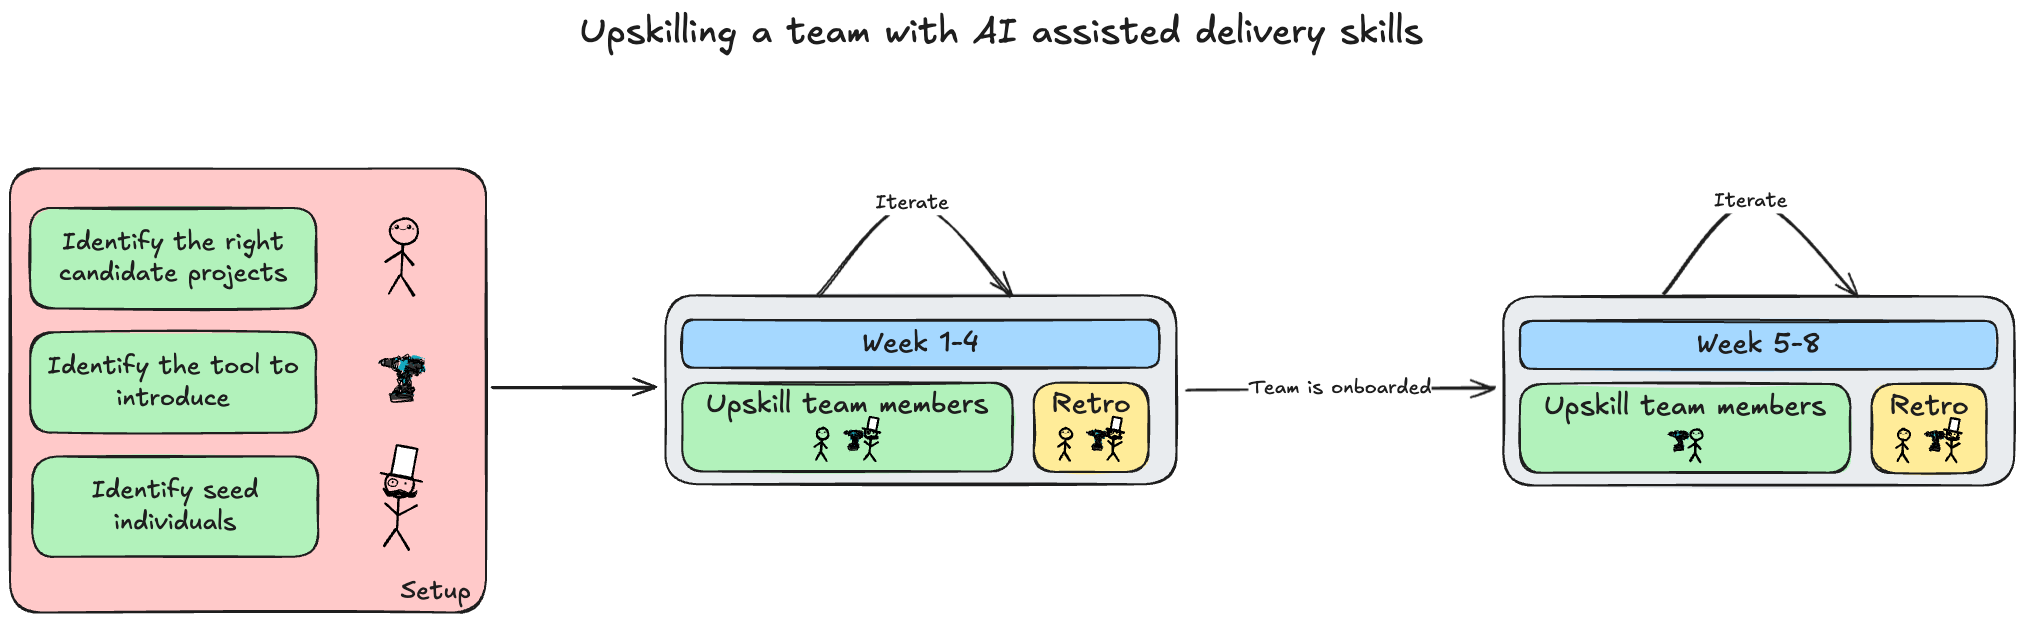 Upskilling a team with AI assisted delivery skills
Identify the right
candidate projects
Identify the tool to
introduce
Identify seed
individuals
Setup
Iterate
Week 1-4
Upskill team members
Retro
Team is onboarded
Iterate
Week 5-8
Upskill team members
Retro